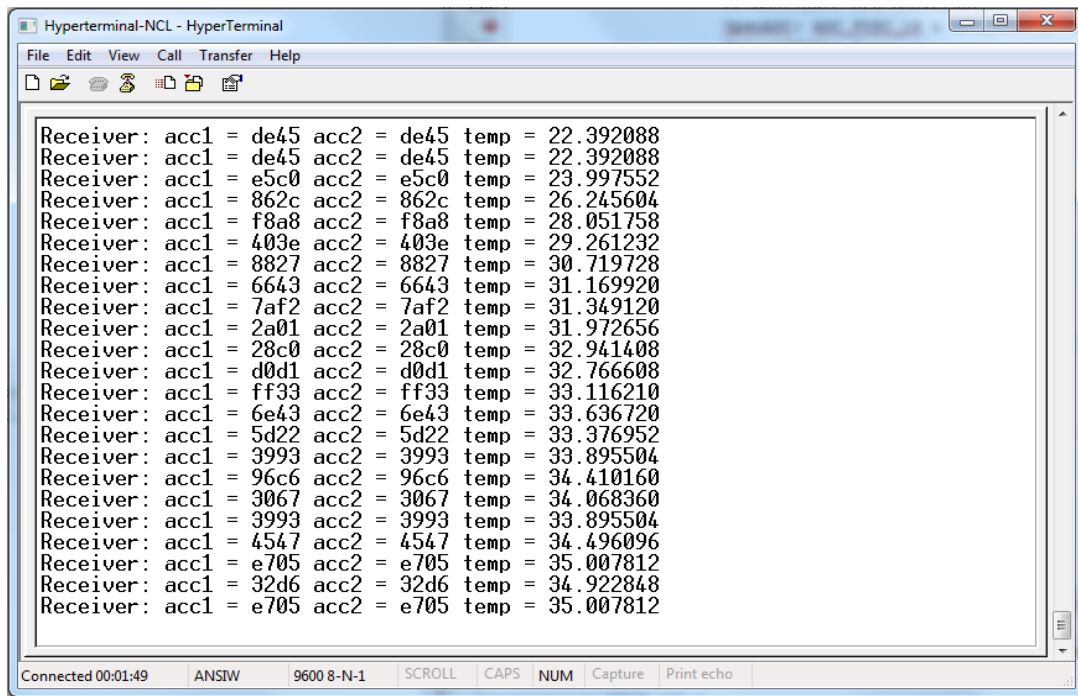 Hyperterminal-NCL - HyperTerminal
File Edit View Call Transfer Help
Receiver: acc1 = de45 acc2 = de45 temp = 22.392088
Receiver: acc1 = de45 acc2 = de45 temp = 22.392088
Receiver: acc1 = e5c0 acc2 = e5c0 temp = 23.997552
Receiver: acc1 = 862c acc2 = 862c temp = 26.245604
Receiver: acc1 = f8a8 acc2 = f8a8 temp = 28.051758
Receiver: acc1 = 403e acc2 = 403e temp = 29.261232
Receiver: acc1 = 8827 acc2 = 8827 temp = 30.719728
Receiver: acc1 = 6643 acc2 = 6643 temp = 31.169920
Receiver: acc1 = 7af2 acc2 = 7af2 temp = 31.349120
Receiver: acc1 = 2a01 acc2 = 2a01 temp = 31.972656
Receiver: acc1 = 28c0 acc2 = 28c0 temp = 32.941408
Receiver: acc1 = d0d1 acc2 = d0d1 temp = 32.766608
Receiver: acc1 = ff33 acc2 = ff33 temp = 33.116210
Receiver: acc1 = 6e43 acc2 = 6e43 temp = 33.636720
Receiver: acc1 = 5d22 acc2 = 5d22 temp = 33.376952
Receiver: acc1 = 3993 acc2 = 3993 temp = 33.895504
Receiver: acc1 = 96c6 acc2 = 96c6 temp = 34.410160
Receiver: acc1 = 3067 acc2 = 3067 temp = 34.068360
Receiver: acc1 = 3993 acc2 = 3993 temp = 33.895504
Receiver: acc1 = 4547 acc2 = 4547 temp = 34.496096
Receiver: acc1 = e705 acc2 = e705 temp = 35.007812
Receiver: acc1 = 32d6 acc2 = 32d6 temp = 34.922848
Receiver: acc1 = e705 acc2 = e705 temp = 35.007812
Connected 00:01:49 ANSIW 9600 8-N-1 SCROLL CAPS NUM Capture Print echo